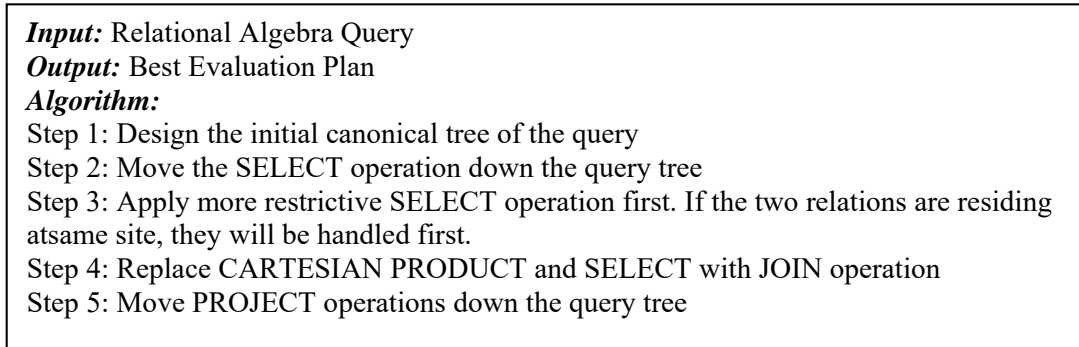 Input: Relational Algebra Query
Output: Best Evaluation Plan
Algorithm:
Step 1: Design the initial canonical tree of the query
Step 2: Move the SELECT operation down the query tree
Step 3: Apply more restrictive SELECT operation first. If the two relations are residing
atsame site, they will be handled first.
Step 4: Replace CARTESIAN PRODUCT and SELECT with JOIN operation
Step 5: Move PROJECT operations down the query tree